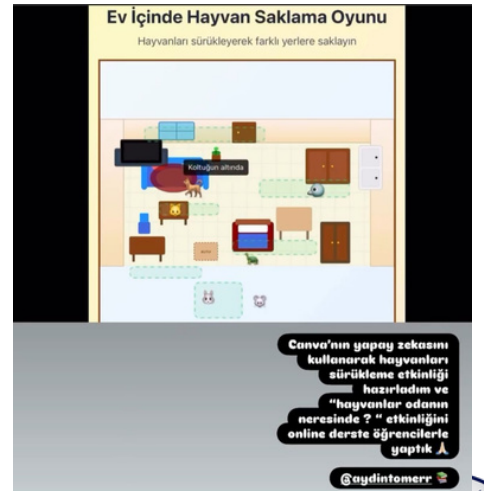 Ev İçinde Hayvan Saklama Oyunu
Hayvanları sürükleyerek farklı yerlere saklayın
Koltuğun altında
Canva'nın yapay zekasını
kullanarak hayvanları
sürükleme etkinliği
hazırladım ve
"hayvanlar odanın
neresinde ? " etkinliğini
online derste öğrencilerle
yaptık 🙏🏻
@aydintomerr 📚